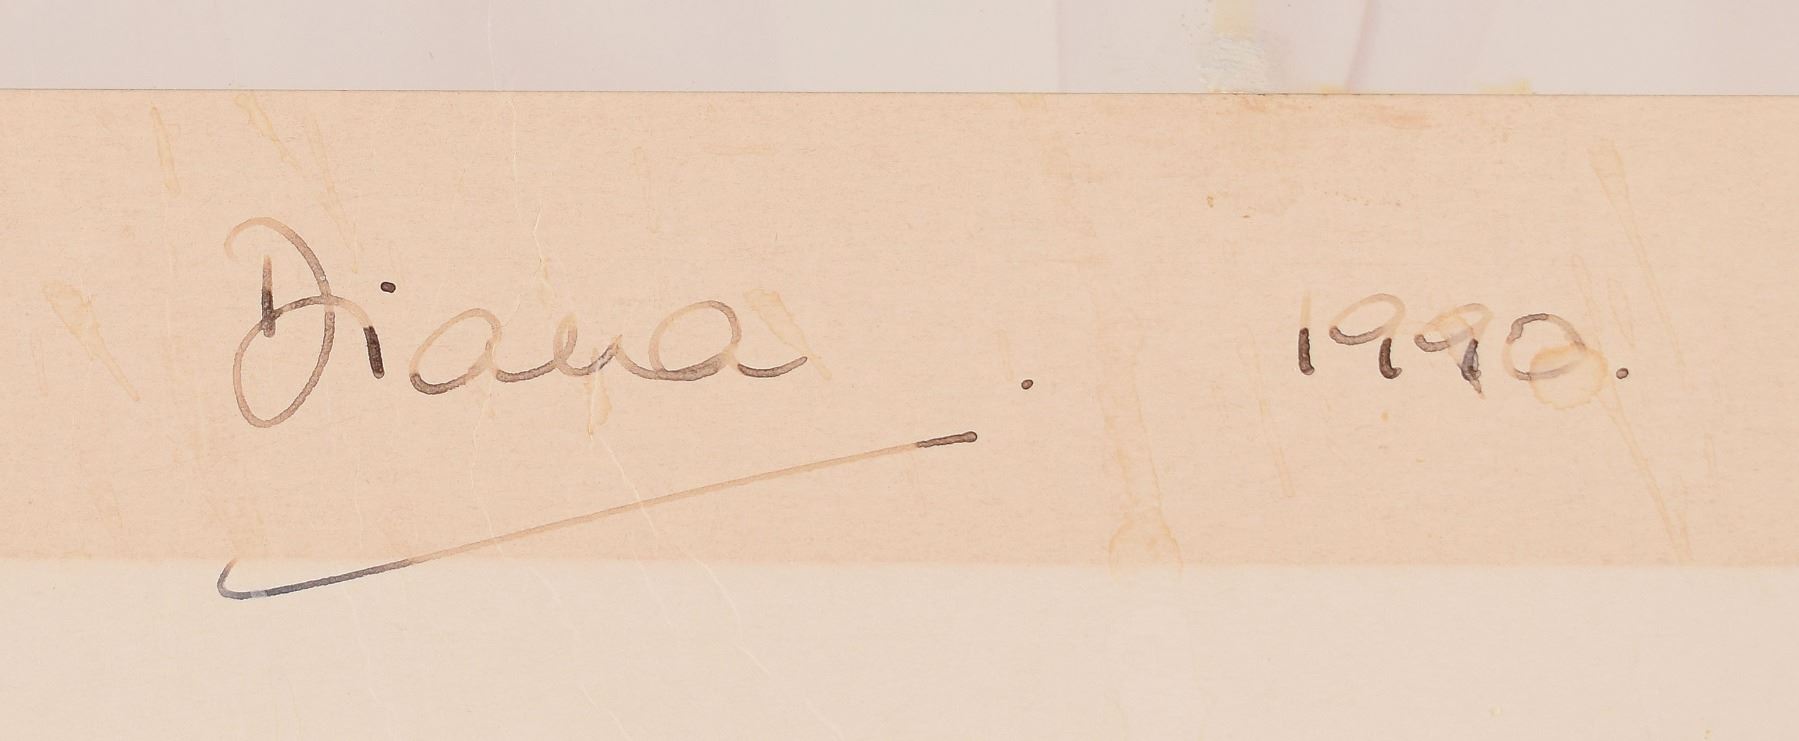 Diana . 1990.